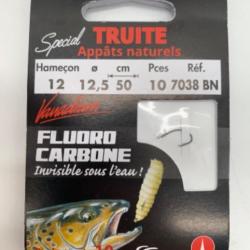 Special TRUITE
Appâts naturels
Hameçon ø cm Pces Réf.
12 12,5 50 10 7038 BN
Vanadium
FLUORO
CARBONE
Invisible sous l'eau !
10